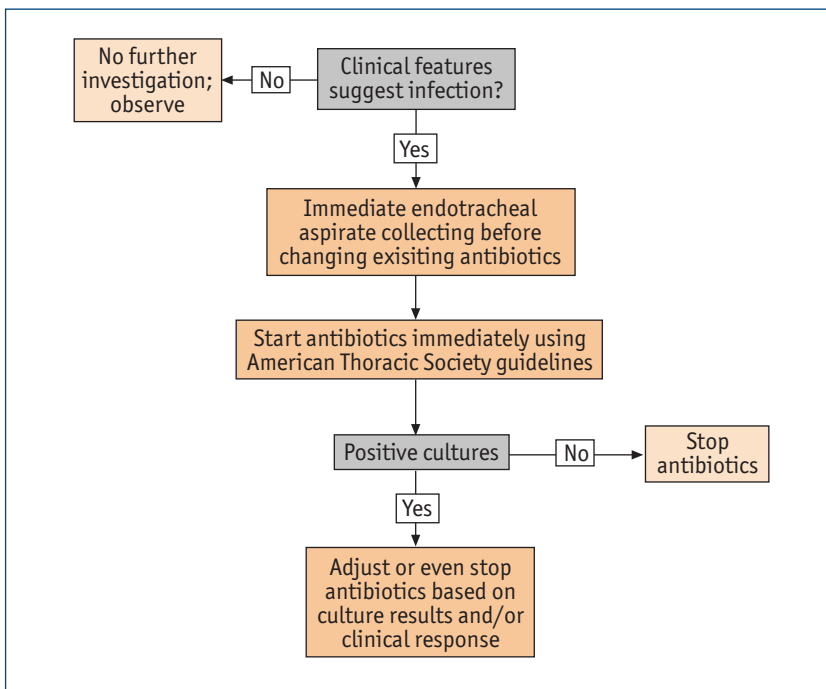 No further
investigation;
observe
No
Clinical features
suggest infection?
Yes
Immediate endotracheal
aspirate collecting before
changing exisiting antibiotics
Start antibiotics immediately using
American Thoracic Society guidelines
Positive cultures
No
Stop
antibiotics
Yes
Adjust or even stop
antibiotics based on
culture results and/or
clinical response